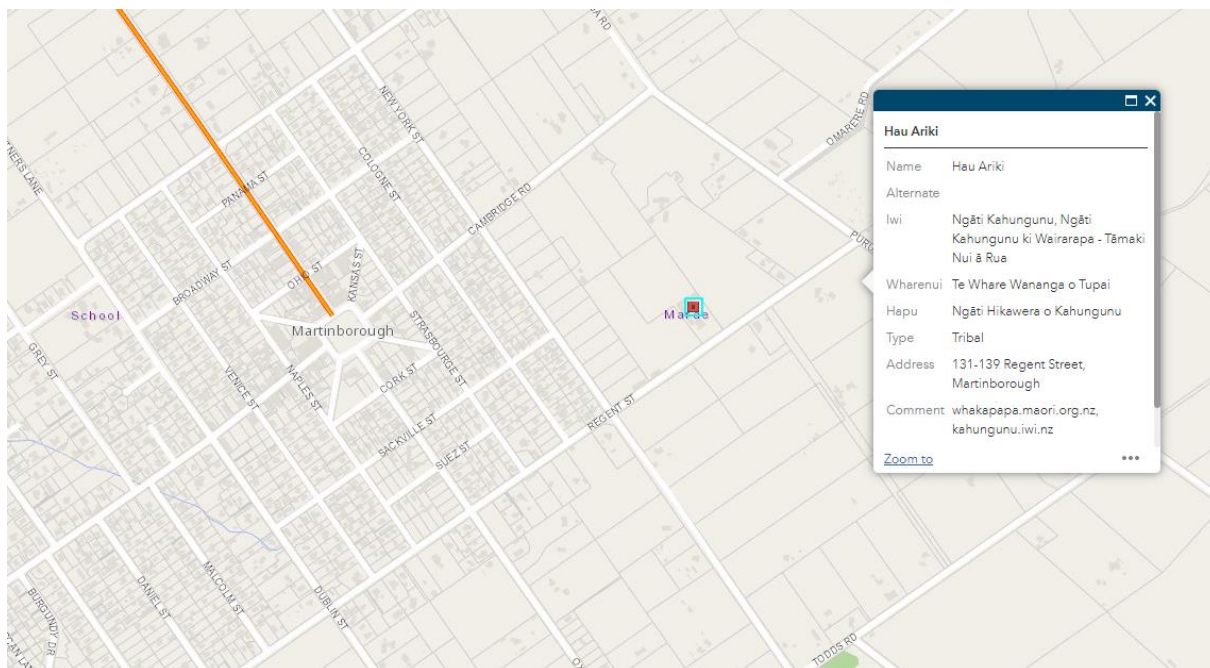 RD
NEW YORK ST
OMARERE RD
COLOGNE ST
PANAMA ST
CAMBRIDGE RD
BROADWAY ST
OHIO ST
KANSAS ST
School
Martinborough
Marae
GREY ST
VENICE ST
NAPLES ST
CORK ST
STRASBOURGE ST
REGENT ST
SACKVILLE ST
SUEZ ST
MALCOLM ST
DANIEL ST
DUBLIN ST
BURGUNDY DR
TODDS RD
Hau Ariki
Name Hau Ariki
Alternate
Iwi Ngāti Kahungunu, Ngāti
Kahungunu ki Wairarapa - Tāmaki
Nui ā Rua
Wharenui Te Whare Wananga o Tupai
Hapu Ngāti Hikawera o Kahungunu
Type Tribal
Address 131-139 Regent Street,
Martinborough
Comment whakapapa.maori.org.nz,
kahungunu.iwi.nz
Zoom to